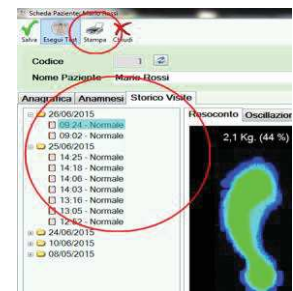 Scheda Paziente: Mario Rossi
Salva Esegui Test Stampa Chiudi
Codice 1
Nome Paziente Mario Rossi
Anagrafica Anamnesi Storico Visite
Resoconto Oscillazion
26/06/2015
09:24 - Normale
09:02 - Normale
25/06/2015
14:25 - Normale
14:18 - Normale
14:06 - Normale
14:03 - Normale
13:16 - Normale
13:05 - Normale
12:52 - Normale
24/06/2015
10/06/2015
08/05/2015
2,1 Kg. (44 %)